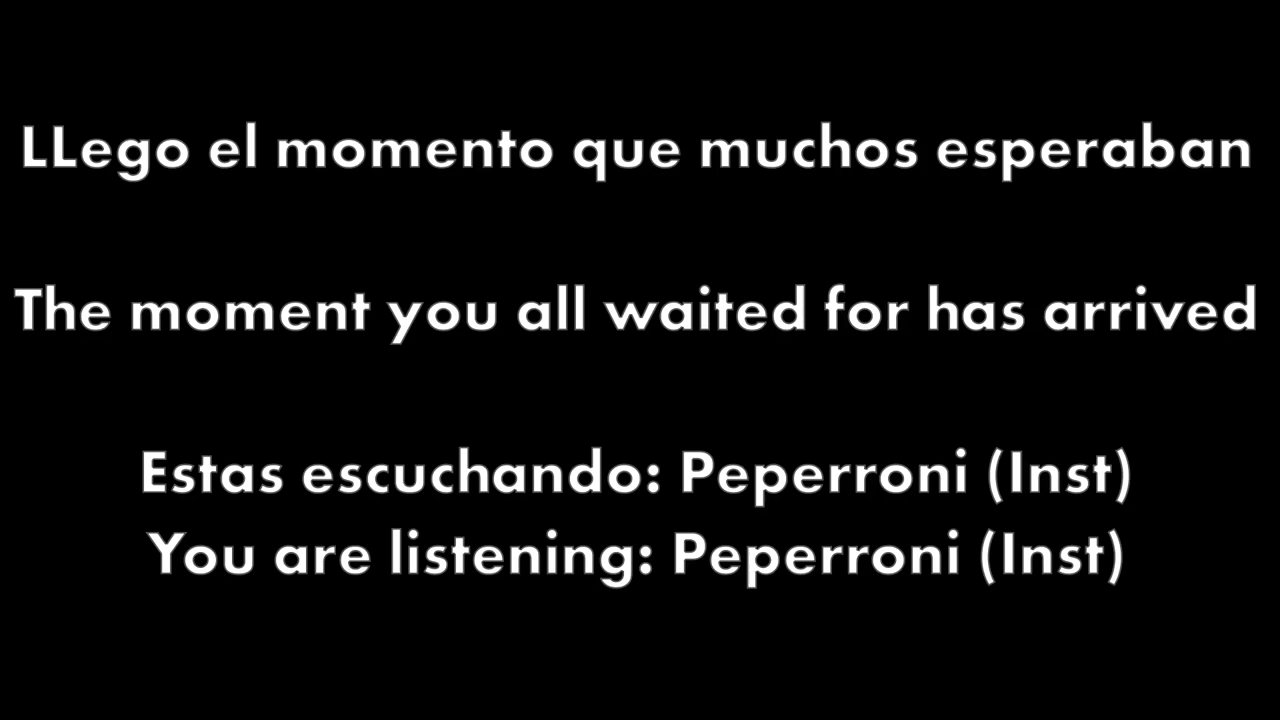 LLego el momento que muchos esperaban
The moment you all waited for has arrived
Estas escuchando: Peperroni (Inst)
You are listening: Peperroni (Inst)